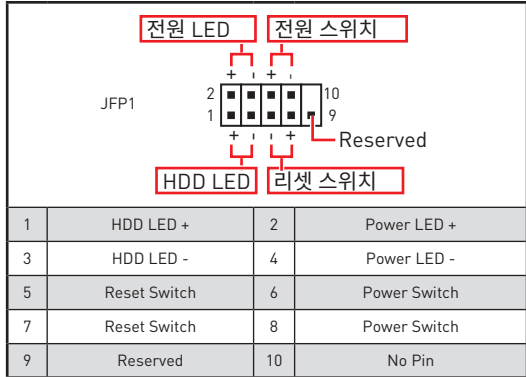 전원 LED 전원 스위치
+ - + -
JFP1
2 10
1 9
+ - - +
Reserved
HDD LED 리셋 스위치
1 HDD LED + 2 Power LED +
3 HDD LED - 4 Power LED -
5 Reset Switch 6 Power Switch
7 Reset Switch 8 Power Switch
9 Reserved 10 No Pin